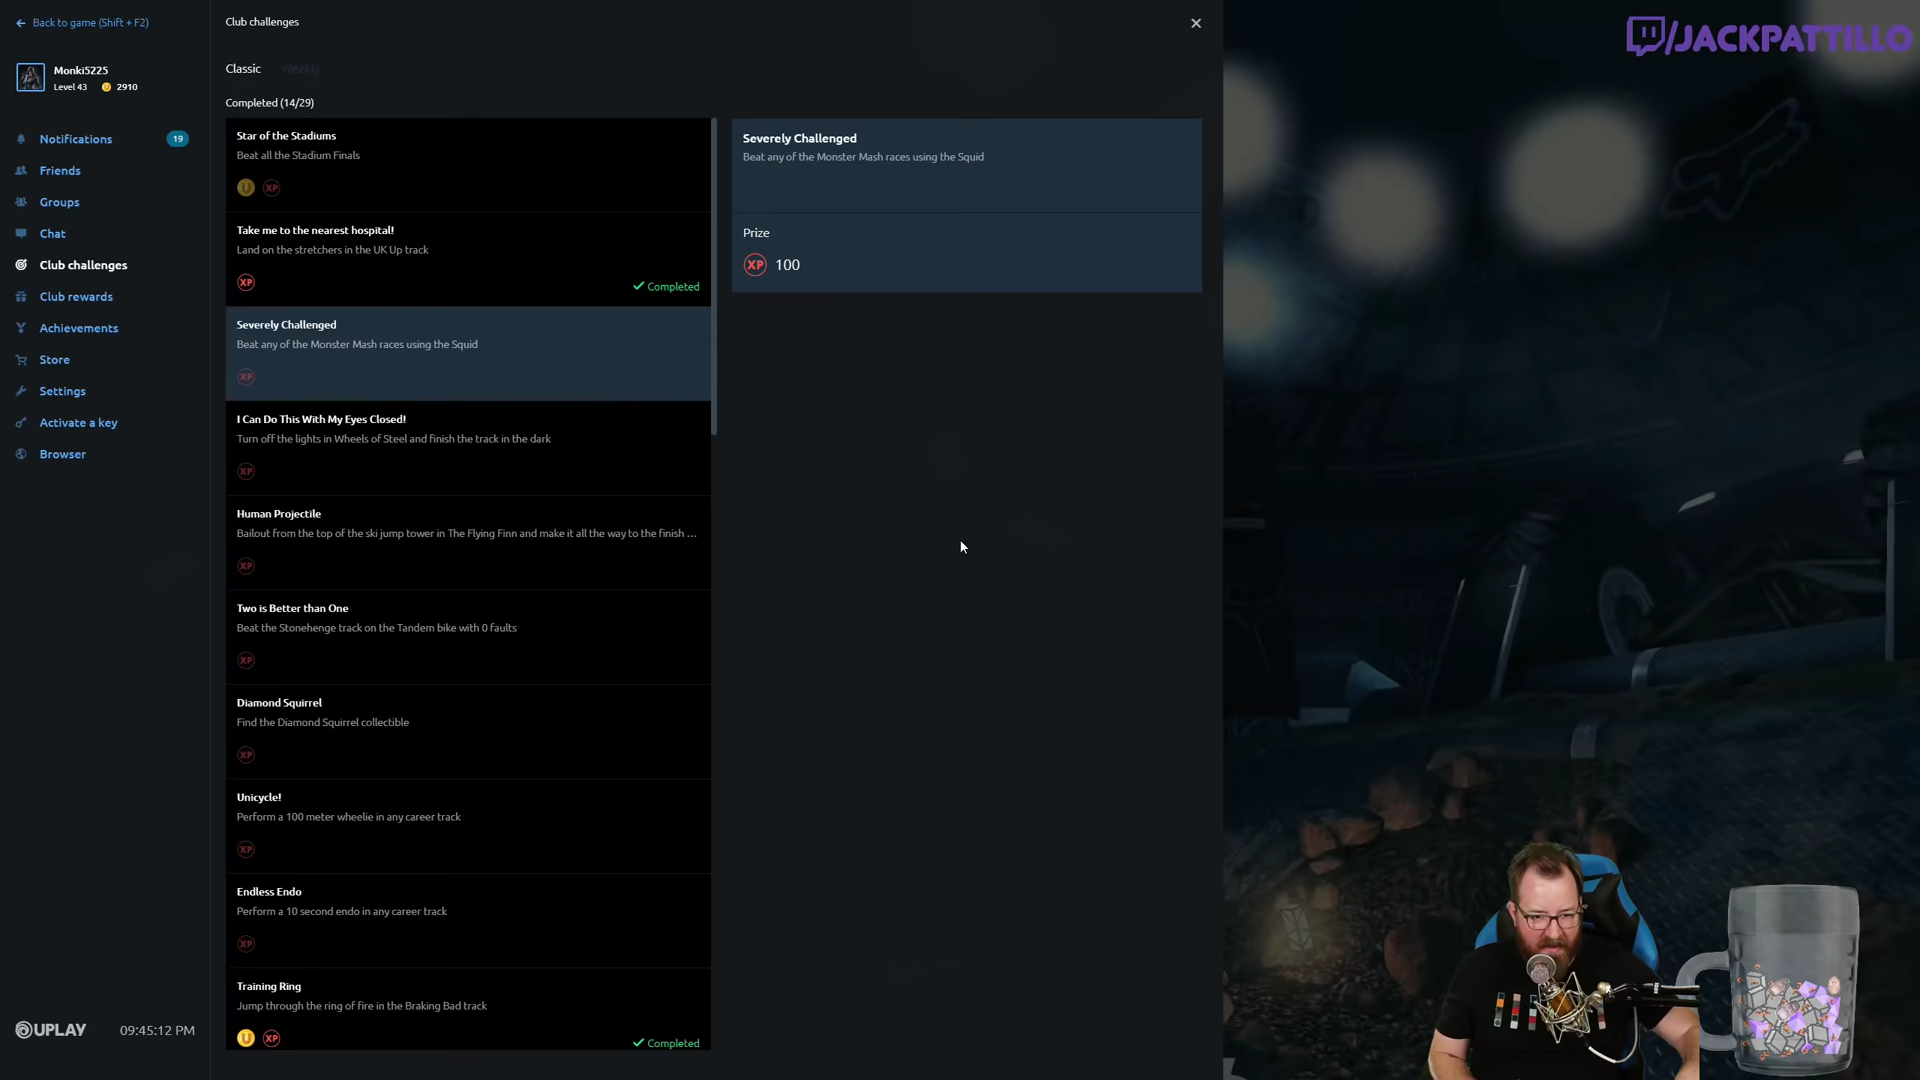 Back to game (Shift + F2)
Monki5225
Level 43 2910
Notifications 19
Friends
Groups
Chat
Club challenges
Club rewards
Achievements
Store
Settings
Activate a key
Browser
UPLAY 09:45:12 PM
Club challenges
Classic Weekly
Completed (14/29)
Star of the Stadiums
Beat all the Stadium Finals
U XP
Take me to the nearest hospital!
Land on the stretchers in the UK Up track
XP Completed
Severely Challenged
Beat any of the Monster Mash races using the Squid
XP
I Can Do This With My Eyes Closed!
Turn off the lights in Wheels of Steel and finish the track in the dark
XP
Human Projectile
Bailout from the top of the ski jump tower in The Flying Finn and make it all the way to the finish ...
XP
Two is Better than One
Beat the Stonehenge track on the Tandem bike with 0 faults
XP
Diamond Squirrel
Find the Diamond Squirrel collectible
XP
Unicycle!
Perform a 100 meter wheelie in any career track
XP
Endless Endo
Perform a 10 second endo in any career track
XP
Training Ring
Jump through the ring of fire in the Braking Bad track
U XP Completed
Severely Challenged
Beat any of the Monster Mash races using the Squid
Prize
XP 100
/JACKPATTILLO